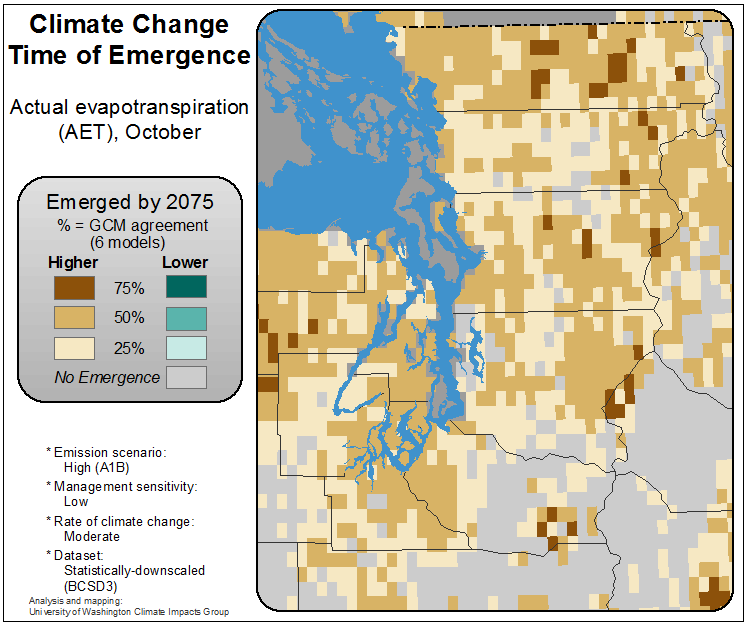 Climate Change
Time of Emergence
Actual evapotranspiration
(AET), October
Emerged by 2075
% = GCM agreement
(6 models)
Higher Lower
75%
50%
25%
No Emergence
* Emission scenario:
High (A1B)
* Management sensitivity:
Low
* Rate of climate change:
Moderate
* Dataset:
Statistically-downscaled
(BCSD3)
Analysis and mapping:
University of Washington Climate Impacts Group